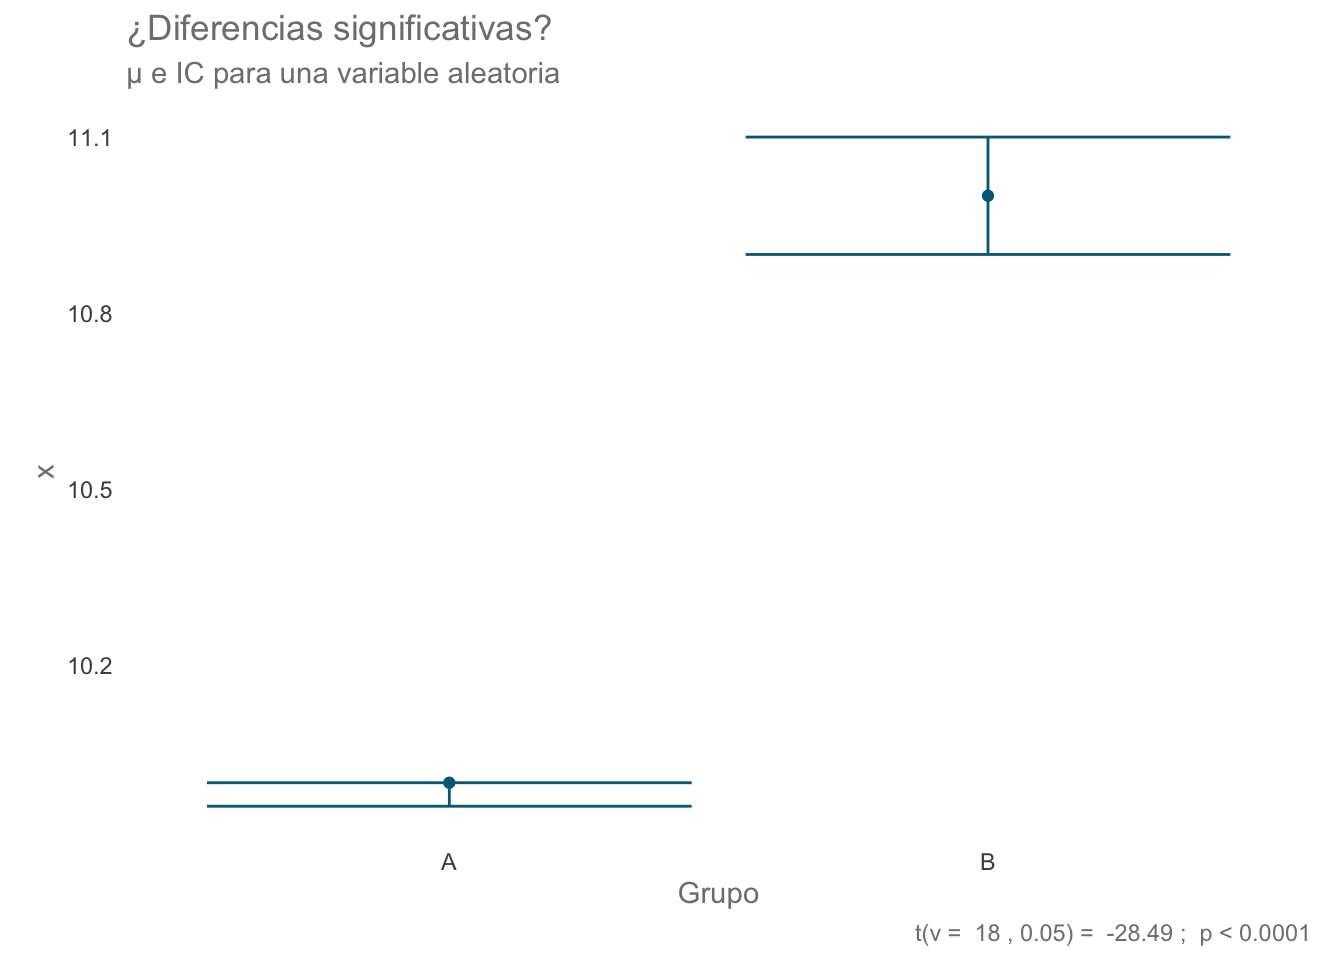 ¿Diferencias significativas?
µ e IC para una variable aleatoria
11.1
10.8
x
10.5
10.2
A B
Grupo
t(v = 18 , 0.05) = -28.49 ; p < 0.0001